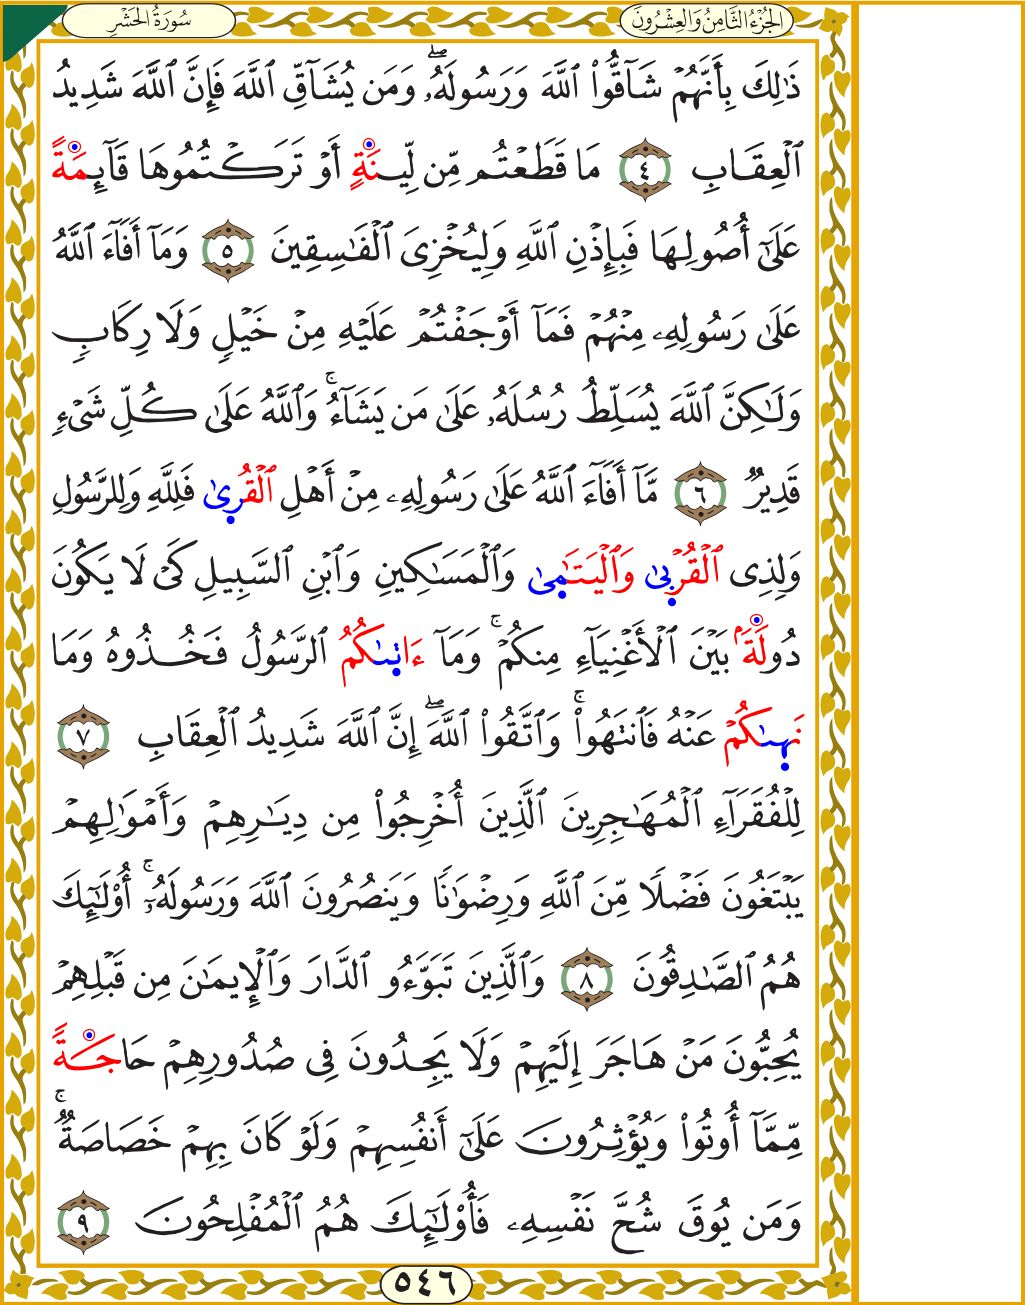 الجُزْءُ الثَّامِنُ وَالعِشْرُونَ
سُورَةُ الحَشْرِ
ذَٰلِكَ بِأَنَّهُمْ شَآقُّواْ ٱللَّهَ وَرَسُولَهُۥۖ وَمَن يُشَآقِّ ٱللَّهَ فَإِنَّ ٱللَّهَ شَدِيدُ
ٱلْعِقَابِ ٤ مَا قَطَعْتُم مِّن لِّينَةٍ أَوْ تَرَكْتُمُوهَا قَآئِمَةً
عَلَىٰٓ أُصُولِهَا فَبِإِذْنِ ٱللَّهِ وَلِيُخْزِىَ ٱلْفَٰسِقِينَ ٥ وَمَآ أَفَآءَ ٱللَّهُ
عَلَىٰ رَسُولِهِۦ مِنْهُمْ فَمَآ أَوْجَفْتُمْ عَلَيْهِ مِنْ خَيْلٍ وَلَا رِكَابٍ
وَلَٰكِنَّ ٱللَّهَ يُسَلِّطُ رُسُلَهُۥ عَلَىٰ مَن يَشَآءُۚ وَٱللَّهُ عَلَىٰ كُلِّ شَىْءٍ
قَدِيرٌ ٦ مَّآ أَفَآءَ ٱللَّهُ عَلَىٰ رَسُولِهِۦ مِنْ أَهْلِ ٱلْقُرىٰ فَلِلَّهِ وَلِلرَّسُولِ
وَلِذِى ٱلْقُرْبىٰ وَٱلْيَتَٰمىٰ وَٱلْمَسَٰكِينِ وَٱبْنِ ٱلسَّبِيلِ كَىْ لَا يَكُونَ
دُولَةًۢ بَيْنَ ٱلْأَغْنِيَآءِ مِنكُمْۚ وَمَآ ءَاتىٰكُمُ ٱلرَّسُولُ فَخُذُوهُ وَمَا
نَهىٰكُمْ عَنْهُ فَٱنتَهُواْۚ وَٱتَّقُواْ ٱللَّهَۖ إِنَّ ٱللَّهَ شَدِيدُ ٱلْعِقَابِ ٧
لِلْفُقَرَآءِ ٱلْمُهَٰجِرِينَ ٱلَّذِينَ أُخْرِجُواْ مِن دِيَٰرِهِمْ وَأَمْوَٰلِهِمْ
يَبْتَغُونَ فَضْلًا مِّنَ ٱللَّهِ وَرِضْوَٰنًا وَيَنصُرُونَ ٱللَّهَ وَرَسُولَهُۥٓۚ أُوْلَٰٓئِكَ
هُمُ ٱلصَّٰدِقُونَ ٨ وَٱلَّذِينَ تَبَوَّءُو ٱلدَّارَ وَٱلْإِيمَٰنَ مِن قَبْلِهِمْ
يُحِبُّونَ مَنْ هَاجَرَ إِلَيْهِمْ وَلَا يَجِدُونَ فِى صُدُورِهِمْ حَاجَةً
مِّمَّآ أُوتُواْ وَيُؤْثِرُونَ عَلَىٰٓ أَنفُسِهِمْ وَلَوْ كَانَ بِهِمْ خَصَاصَةٌۚ
وَمَن يُوقَ شُحَّ نَفْسِهِۦ فَأُوْلَٰٓئِكَ هُمُ ٱلْمُفْلِحُونَ ٩
٥٤٦